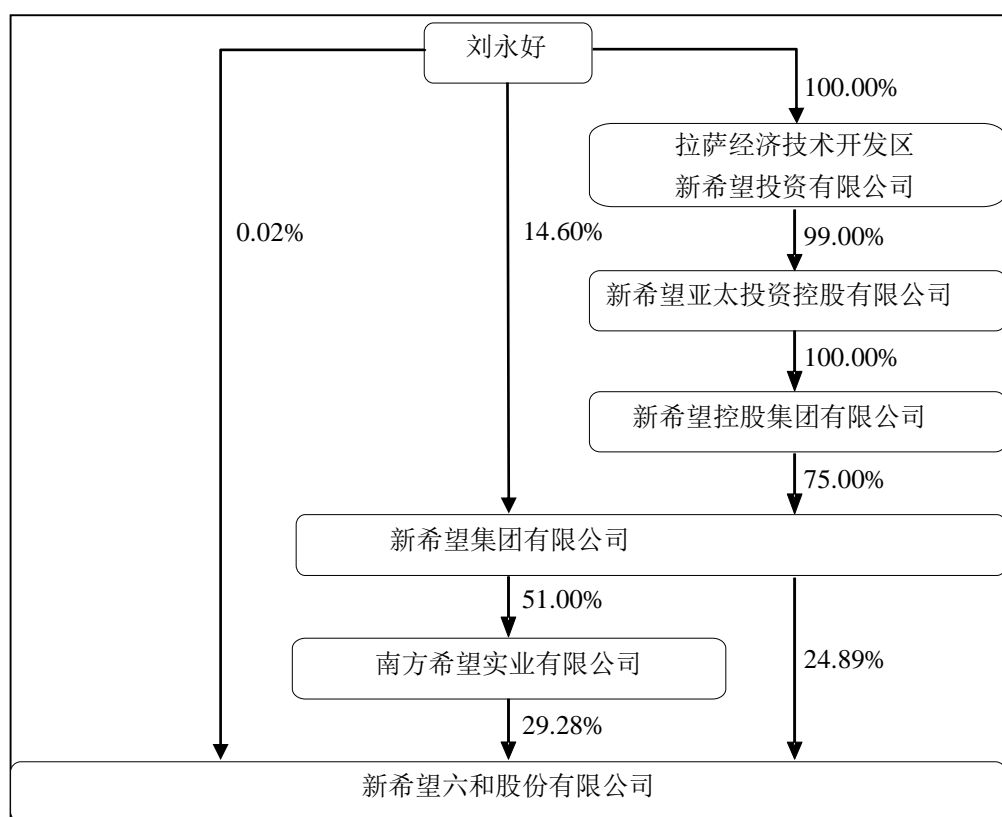 刘永好
100.00%
拉萨经济技术开发区
新希望投资有限公司
0.02%
14.60%
99.00%
新希望亚太投资控股有限公司
100.00%
新希望控股集团有限公司
75.00%
新希望集团有限公司
51.00%
南方希望实业有限公司
24.89%
29.28%
新希望六和股份有限公司